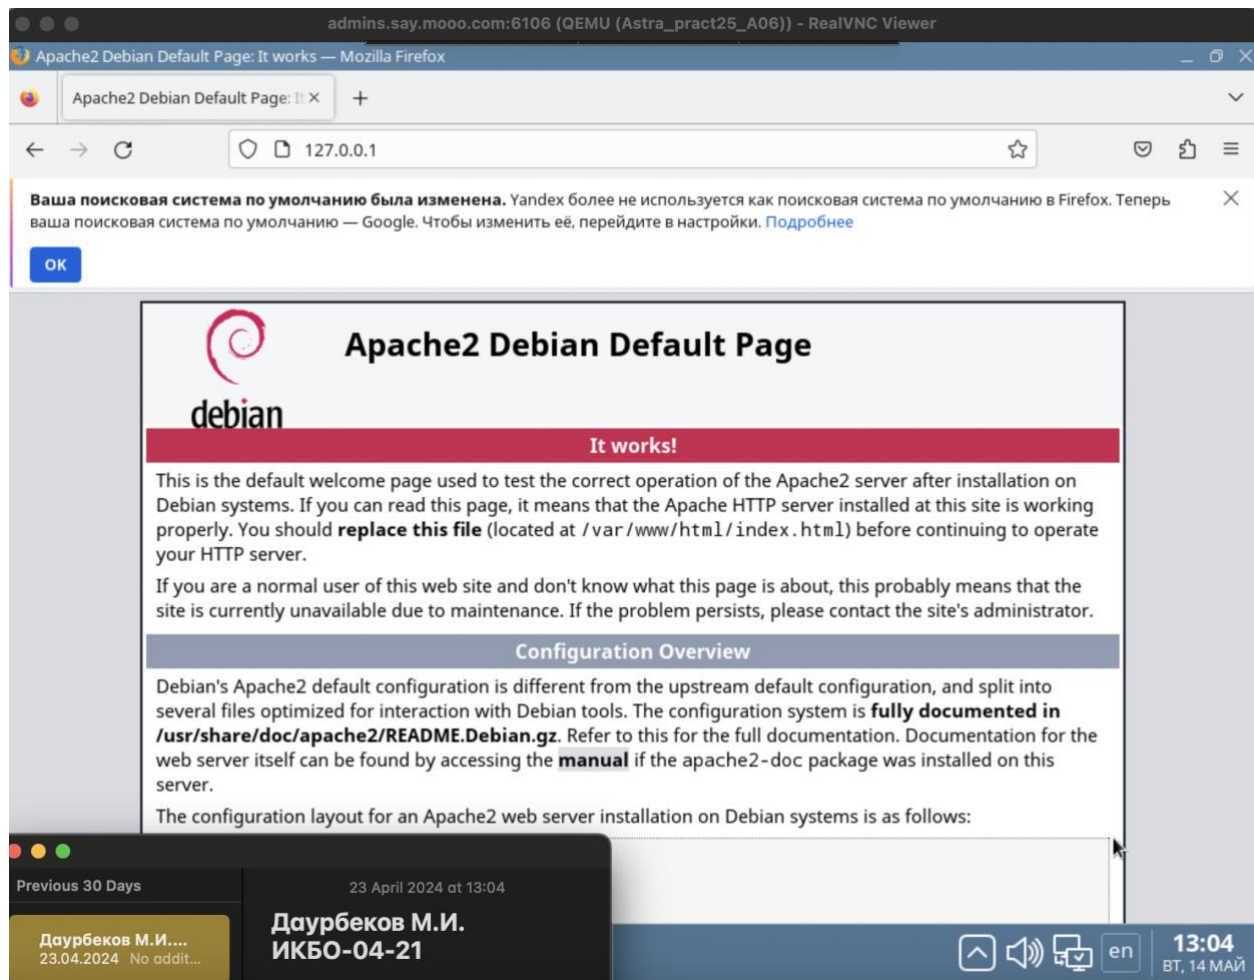 admins.say.mooo.com:6106 (QEMU (Astra_pract25_A06)) - RealVNC Viewer
Apache2 Debian Default Page: It works — Mozilla Firefox
Apache2 Debian Default Page: It
127.0.0.1
Ваша поисковая система по умолчанию была изменена. Yandex более не используется как поисковая система по умолчанию в Firefox. Теперь
ваша поисковая система по умолчанию — Google. Чтобы изменить её, перейдите в настройки. Подробнее
OK
debian
Apache2 Debian Default Page
It works!
This is the default welcome page used to test the correct operation of the Apache2 server after installation on
Debian systems. If you can read this page, it means that the Apache HTTP server installed at this site is working
properly. You should replace this file (located at /var/www/html/index.html) before continuing to operate
your HTTP server.
If you are a normal user of this web site and don't know what this page is about, this probably means that the
site is currently unavailable due to maintenance. If the problem persists, please contact the site's administrator.
Configuration Overview
Debian's Apache2 default configuration is different from the upstream default configuration, and split into
several files optimized for interaction with Debian tools. The configuration system is fully documented in
/usr/share/doc/apache2/README.Debian.gz. Refer to this for the full documentation. Documentation for the
web server itself can be found by accessing the manual if the apache2-doc package was installed on this
server.
The configuration layout for an Apache2 web server installation on Debian systems is as follows:
Previous 30 Days
Даурбеков М.И....
23.04.2024 No addit...
23 April 2024 at 13:04
Даурбеков М.И.
ИКБО-04-21
en
13:04
ВТ, 14 МАЙ